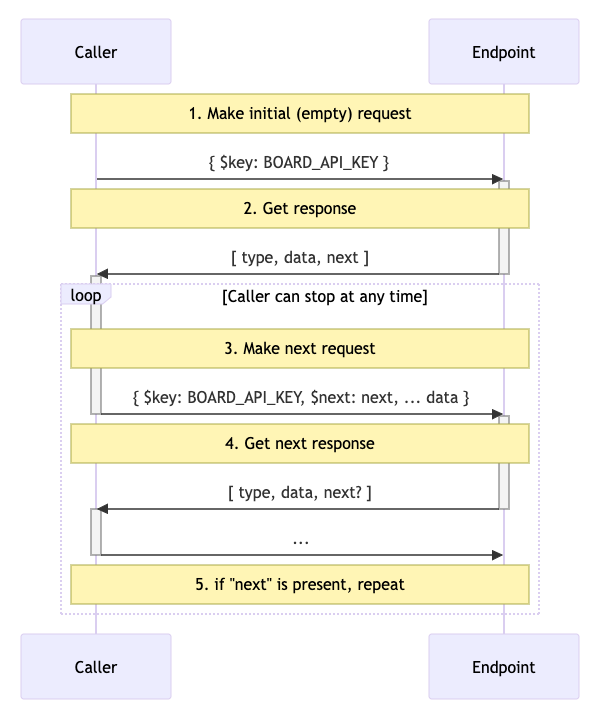 Caller
Endpoint
1. Make initial (empty) request
{ $key: BOARD_API_KEY }
2. Get response
[ type, data, next ]
loop
[Caller can stop at any time]
3. Make next request
{ $key: BOARD_API_KEY, $next: next, ... data }
4. Get next response
[ type, data, next? ]
...
5. if "next" is present, repeat
Caller
Endpoint